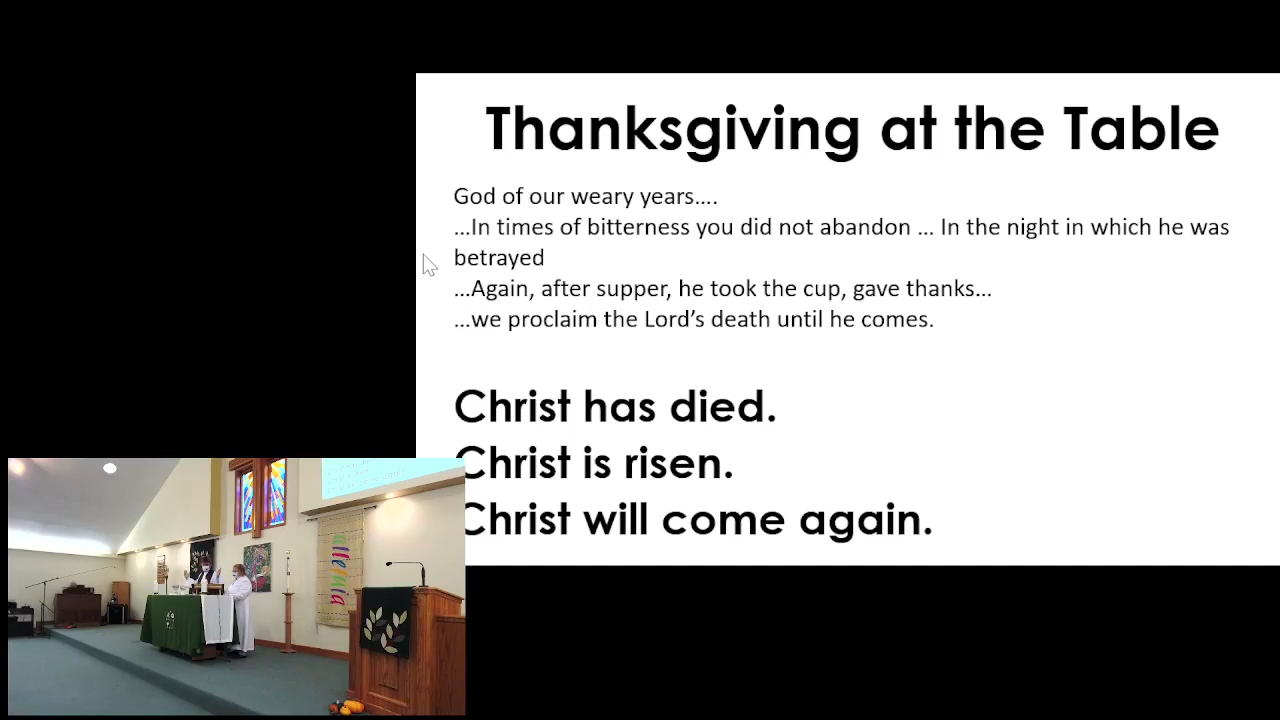 Thanksgiving at the Table
God of our weary years....
...In times of bitterness you did not abandon ... In the night in which he was
betrayed
...Again, after supper, he took the cup, gave thanks...
...we proclaim the Lord’s death until he comes.
Christ has died.
Christ is risen.
Christ will come again.
alleluia